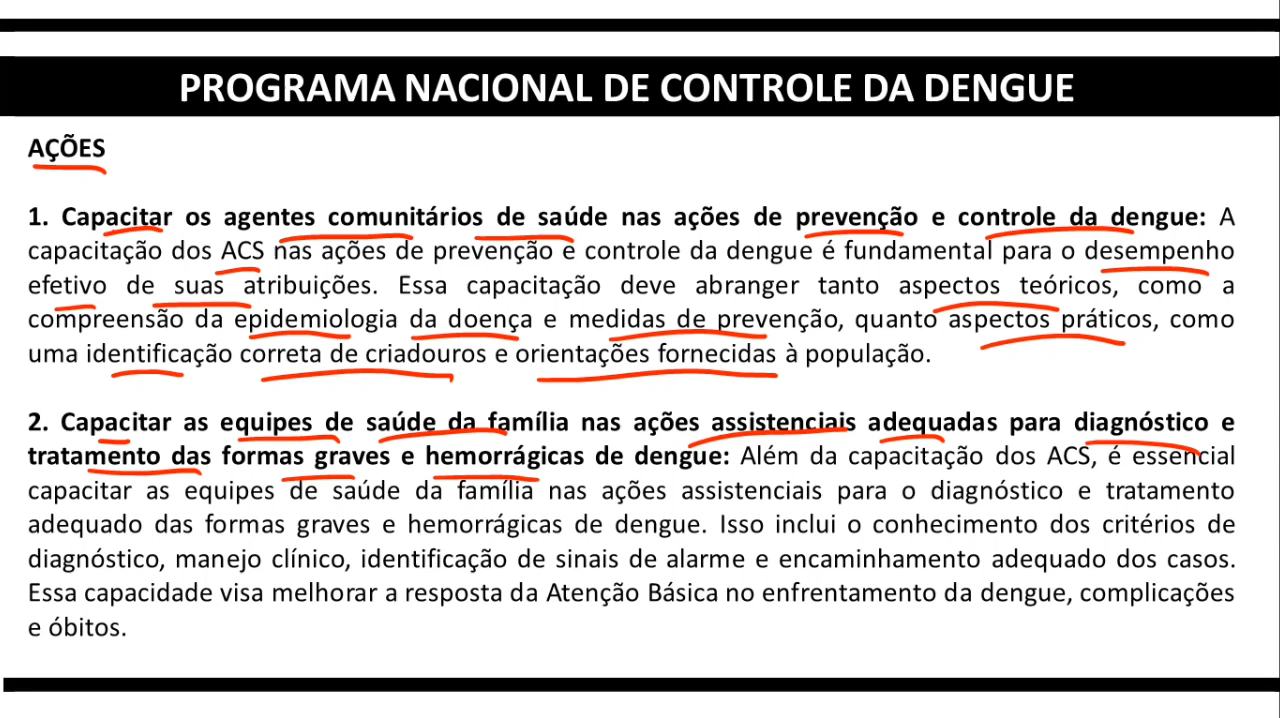 PROGRAMA NACIONAL DE CONTROLE DA DENGUE
AÇÕES
1. Capacitar os agentes comunitários de saúde nas ações de prevenção e controle da dengue: A
capacitação dos ACS nas ações de prevenção e controle da dengue é fundamental para o desempenho
efetivo de suas atribuições. Essa capacitação deve abranger tanto aspectos teóricos, como a
compreensão da epidemiologia da doença e medidas de prevenção, quanto aspectos práticos, como
uma identificação correta de criadouros e orientações fornecidas à população.
2. Capacitar as equipes de saúde da família nas ações assistenciais adequadas para diagnóstico e
tratamento das formas graves e hemorrágicas de dengue: Além da capacitação dos ACS, é essencial
capacitar as equipes de saúde da família nas ações assistenciais para o diagnóstico e tratamento
adequado das formas graves e hemorrágicas de dengue. Isso inclui o conhecimento dos critérios de
diagnóstico, manejo clínico, identificação de sinais de alarme e encaminhamento adequado dos casos.
Essa capacidade visa melhorar a resposta da Atenção Básica no enfrentamento da dengue, complicações
e óbitos.